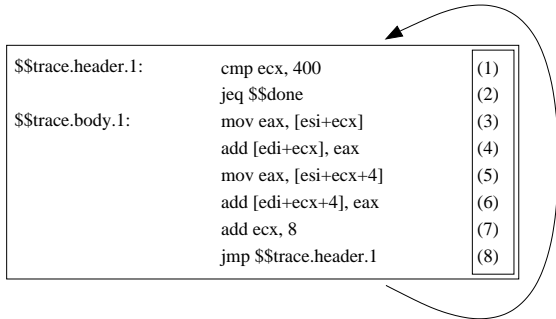 $$trace.header.1: cmp ecx, 400 (1)
jeq $$done (2)
$$trace.body.1: mov eax, [esi+ecx] (3)
add [edi+ecx], eax (4)
mov eax, [esi+ecx+4] (5)
add [edi+ecx+4], eax (6)
add ecx, 8 (7)
jmp $$trace.header.1 (8)